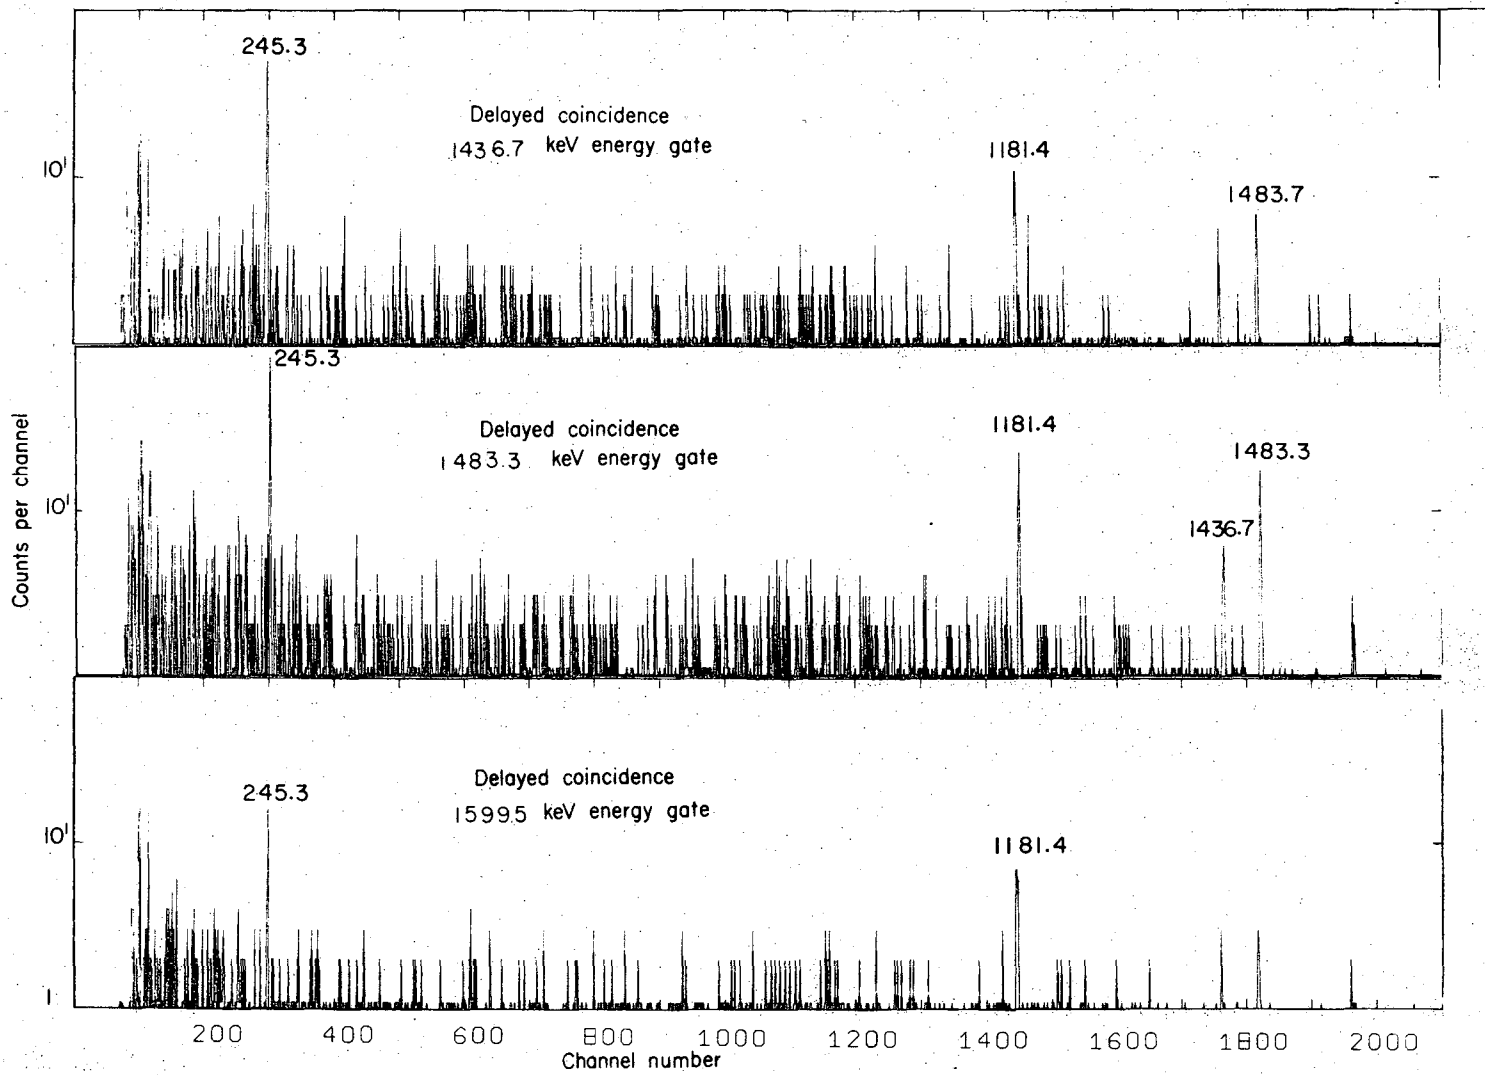 245.3
Delayed coincidence
1436.7 keV energy gate
1181.4
1483.7
10¹
245.3
Delayed coincidence
1483.3 keV energy gate
1181.4
1483.3
1436.7
10¹
Counts per channel
245.3
Delayed coincidence
1599.5 keV energy gate
1181.4
10¹
1
200 400 600 800 1000 1200 1400 1600 1800 2000
Channel number